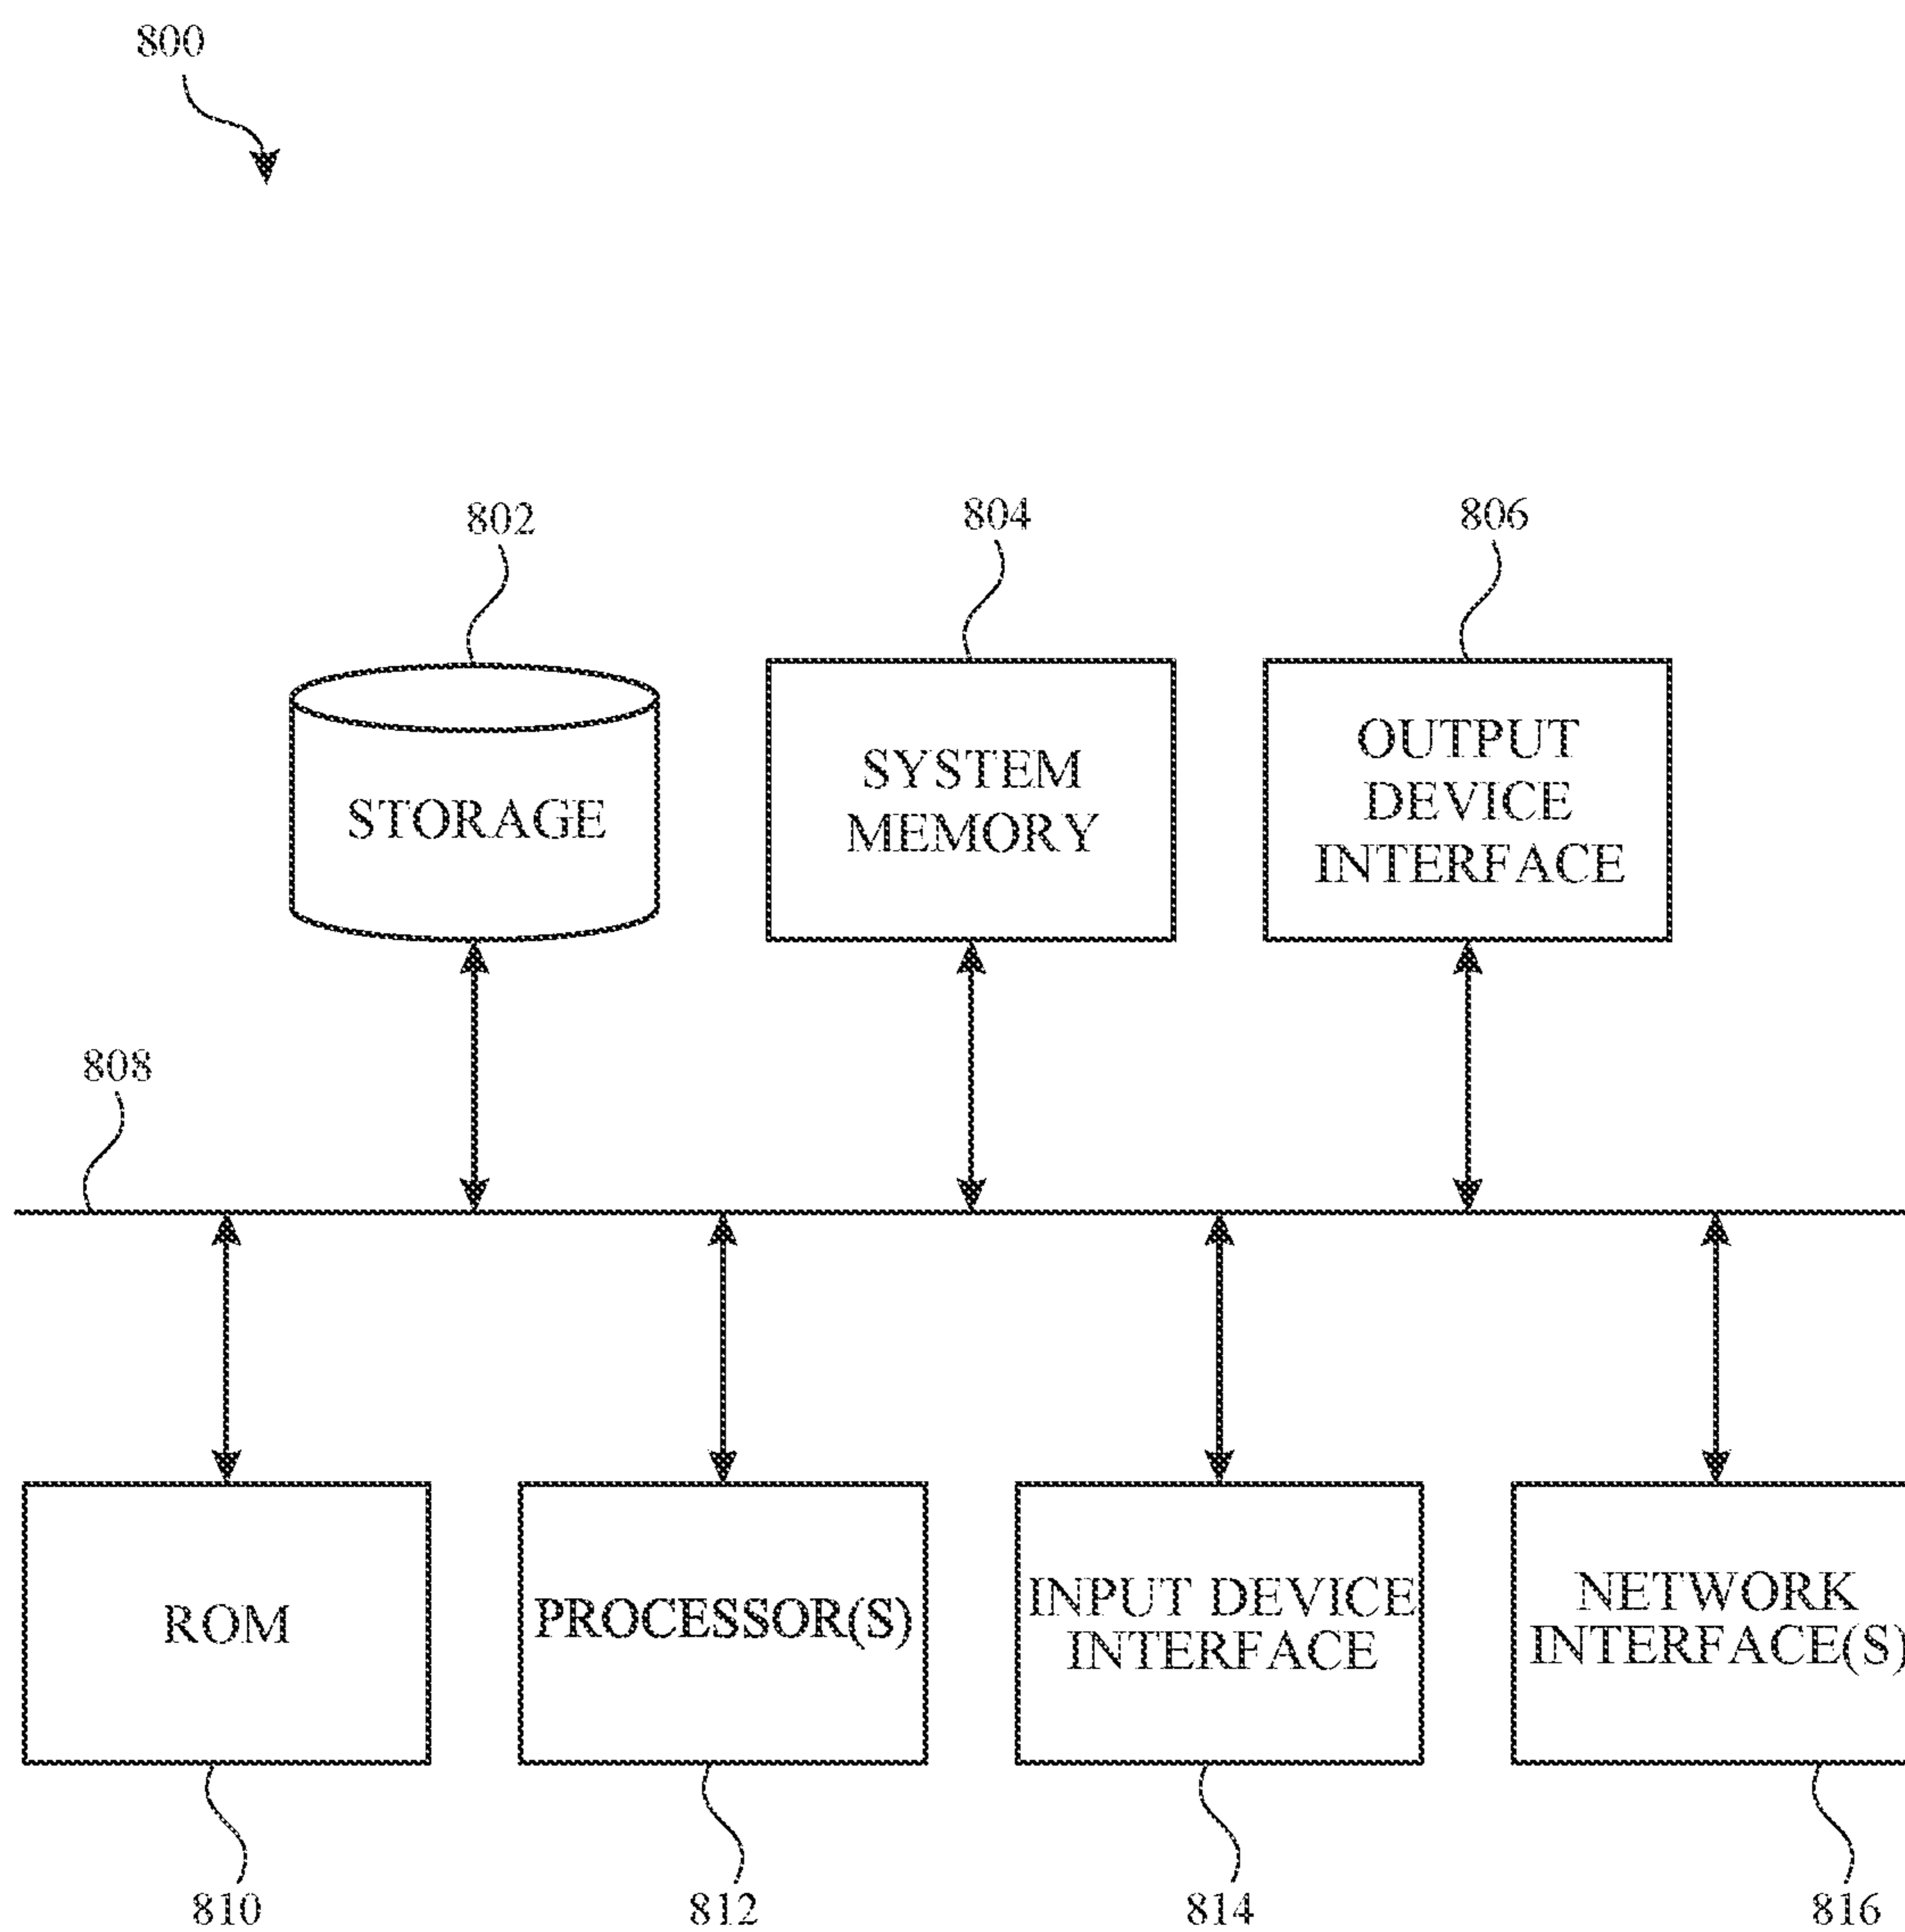 800
802
804
806
STORAGE
SYSTEM
MEMORY
OUTPUT
DEVICE
INTERFACE
808
ROM
PROCESSOR(S)
INPUT DEVICE
INTERFACE
NETWORK
INTERFACE(S)
810
812
814
816